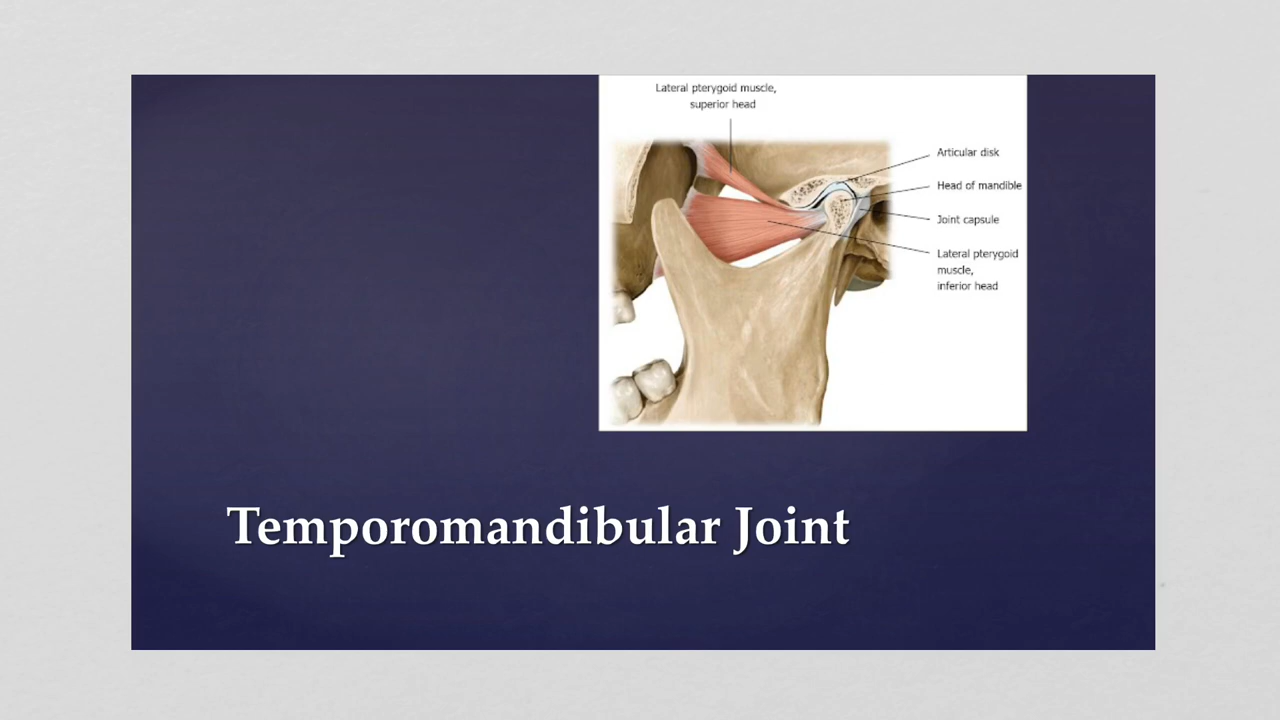 Lateral pterygoid muscle,
superior head
Articular disk
Head of mandible
Joint capsule
Lateral pterygoid
muscle,
inferior head
Temporomandibular Joint